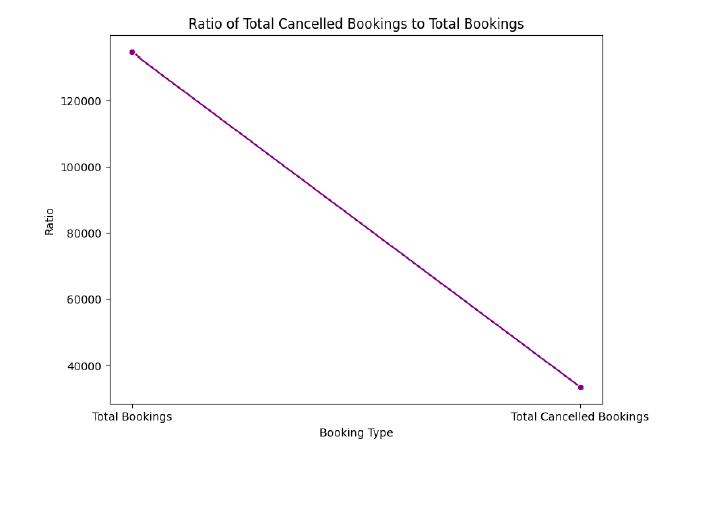 Ratio of Total Cancelled Bookings to Total Bookings
120000
100000
80000
60000
40000
Ratio
Total Bookings
Total Cancelled Bookings
Booking Type